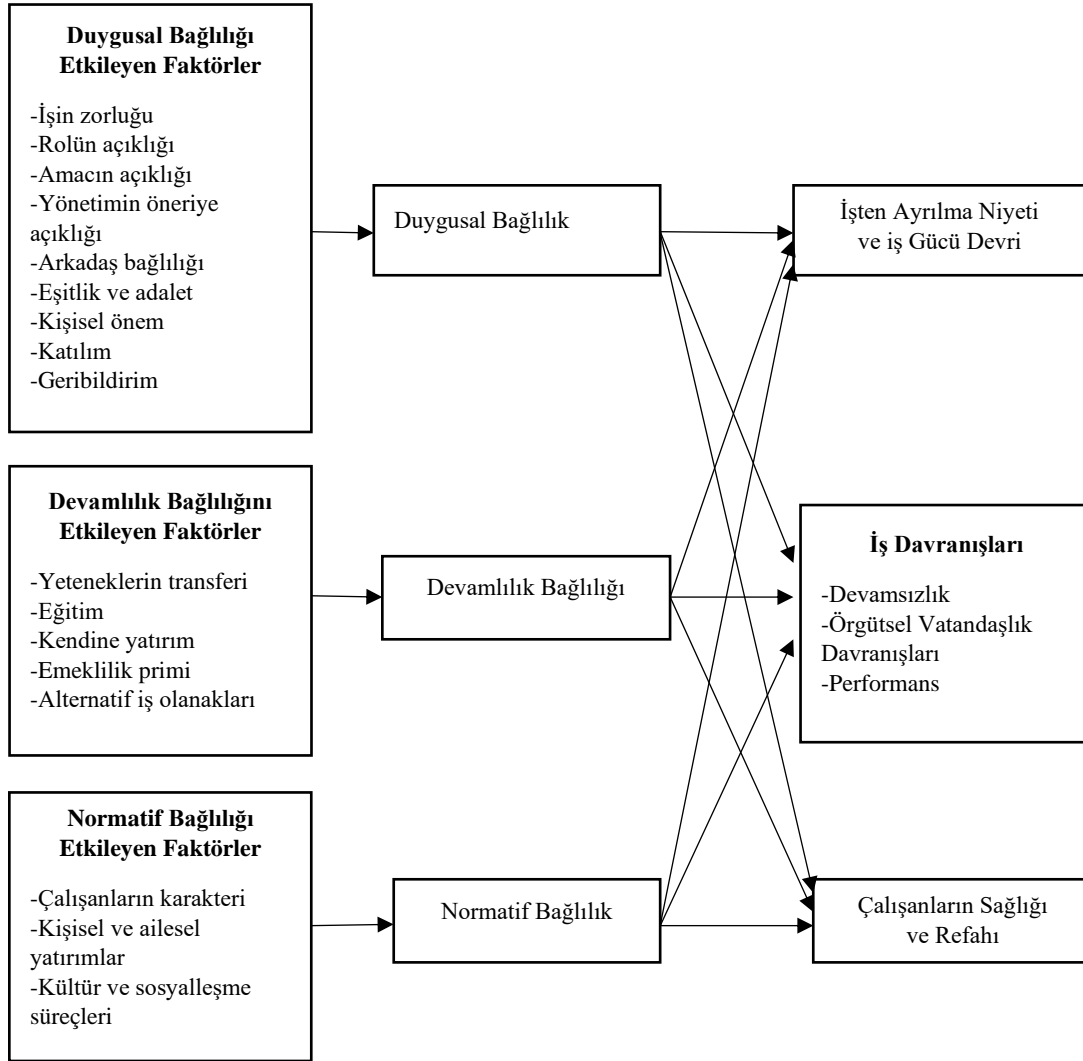 Duygusal Bağlılığı
Etkileyen Faktörler
-İşin zorluğu
-Rolün açıklığı
-Amacın açıklığı
-Yönetimin öneriye
açıklığı
-Arkadaş bağlılığı
-Eşitlik ve adalet
-Kişisel önem
-Katılım
-Geribildirim
Duygusal Bağlılık
İşten Ayrılma Niyeti
ve iş Gücü Devri
Devamlılık Bağlılığını
Etkileyen Faktörler
-Yeteneklerin transferi
-Eğitim
-Kendine yatırım
-Emeklilik primi
-Alternatif iş olanakları
Devamlılık Bağlılığı
İş Davranışları
-Devamsızlık
-Örgütsel Vatandaşlık
Davranışları
-Performans
Normatif Bağlılığı
Etkileyen Faktörler
-Çalışanların karakteri
-Kişisel ve ailesel
yatırımlar
-Kültür ve sosyalleşme
süreçleri
Normatif Bağlılık
Çalışanların Sağlığı
ve Refahı